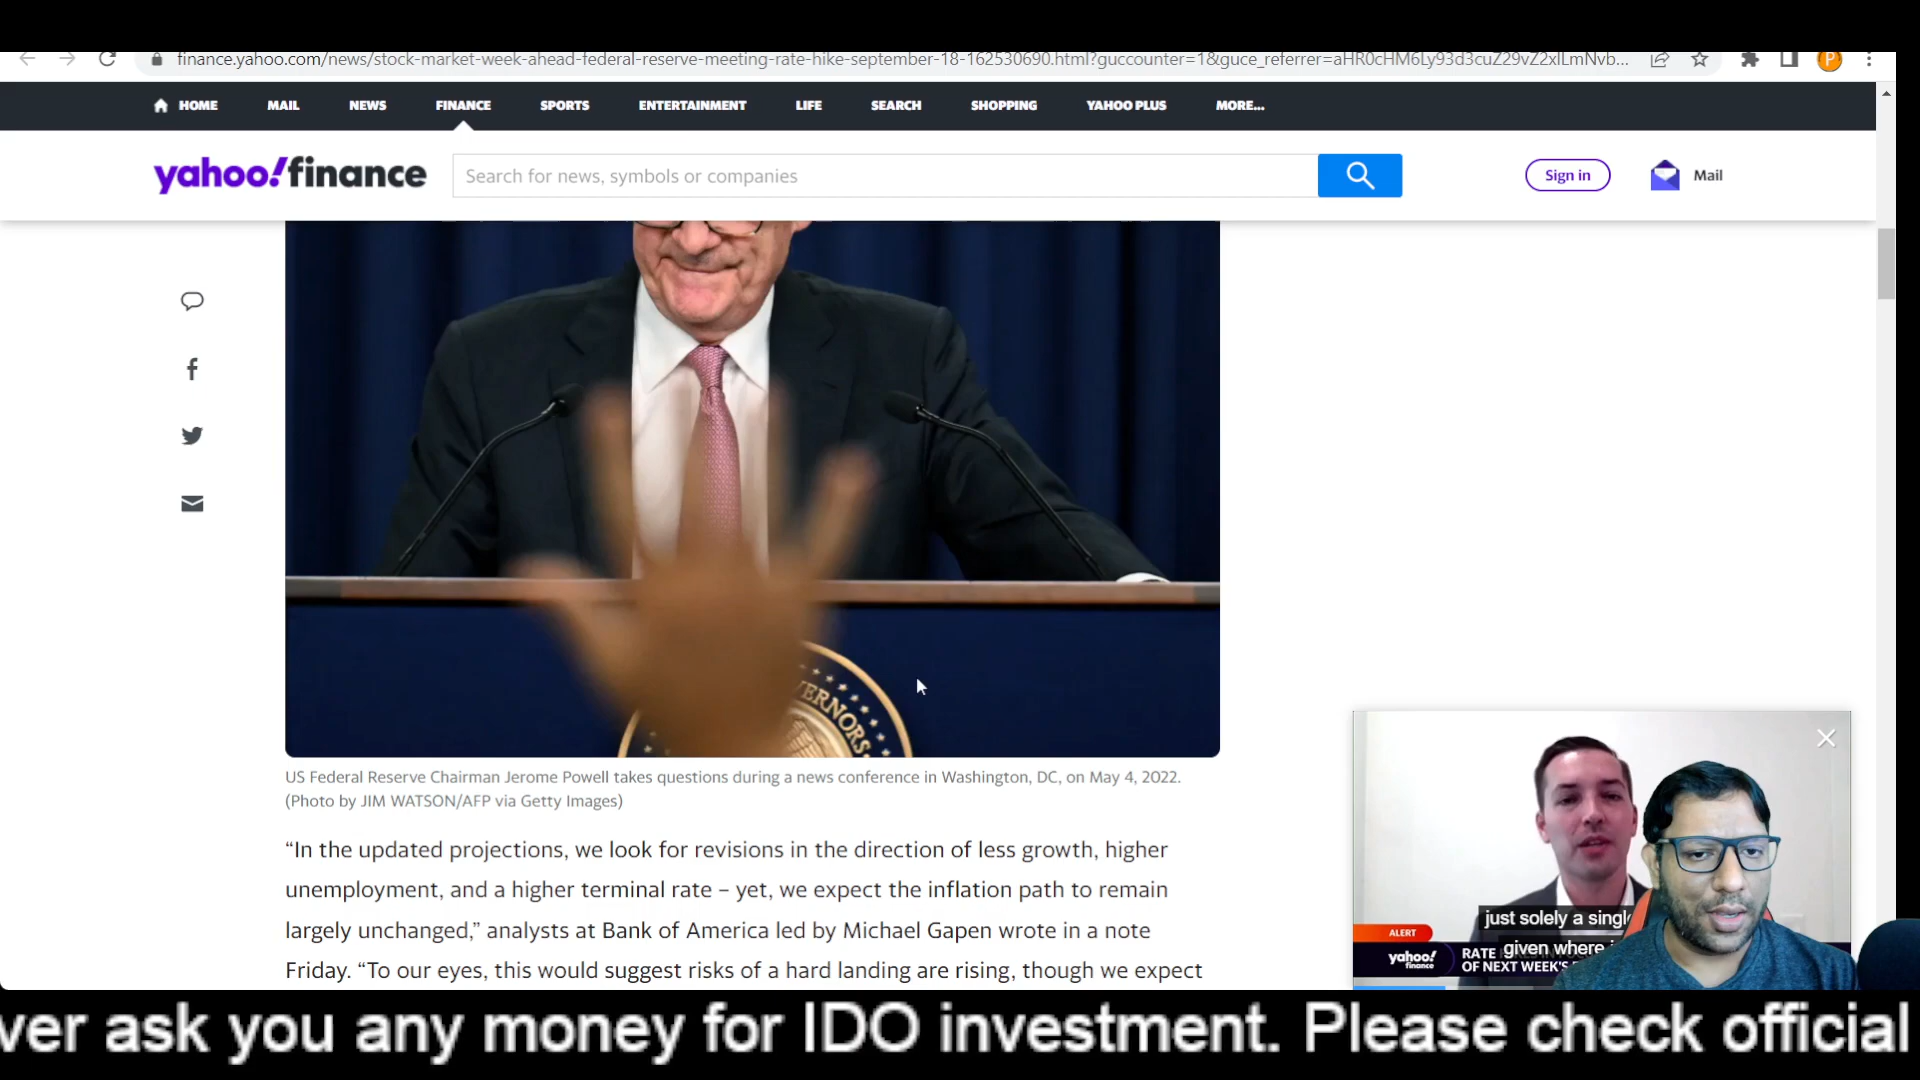 finance.yahoo.com/news/stock-market-week-ahead-federal-reserve-meeting-rate-hike-september-18-162530690.html?guccounter=1&guce_referrer=aHR0cHM6Ly93d3cuZ29vZ2xlLmNvb...
P
HOME MAIL NEWS FINANCE SPORTS ENTERTAINMENT LIFE SEARCH SHOPPING YAHOO PLUS MORE...
yahoo!finance
Search for news, symbols or companies
Sign in
Mail
VERNORS
US Federal Reserve Chairman Jerome Powell takes questions during a news conference in Washington, DC, on May 4, 2022.
(Photo by JIM WATSON/AFP via Getty Images)
“In the updated projections, we look for revisions in the direction of less growth, higher
unemployment, and a higher terminal rate – yet, we expect the inflation path to remain
largely unchanged,” analysts at Bank of America led by Michael Gapen wrote in a note
Friday. “To our eyes, this would suggest risks of a hard landing are rising, though we expect
just solely a singl
given where
ALERT
yahoo!
finance
RATE
OF NEXT WEEK'S
ver ask you any money for IDO investment. Please check official